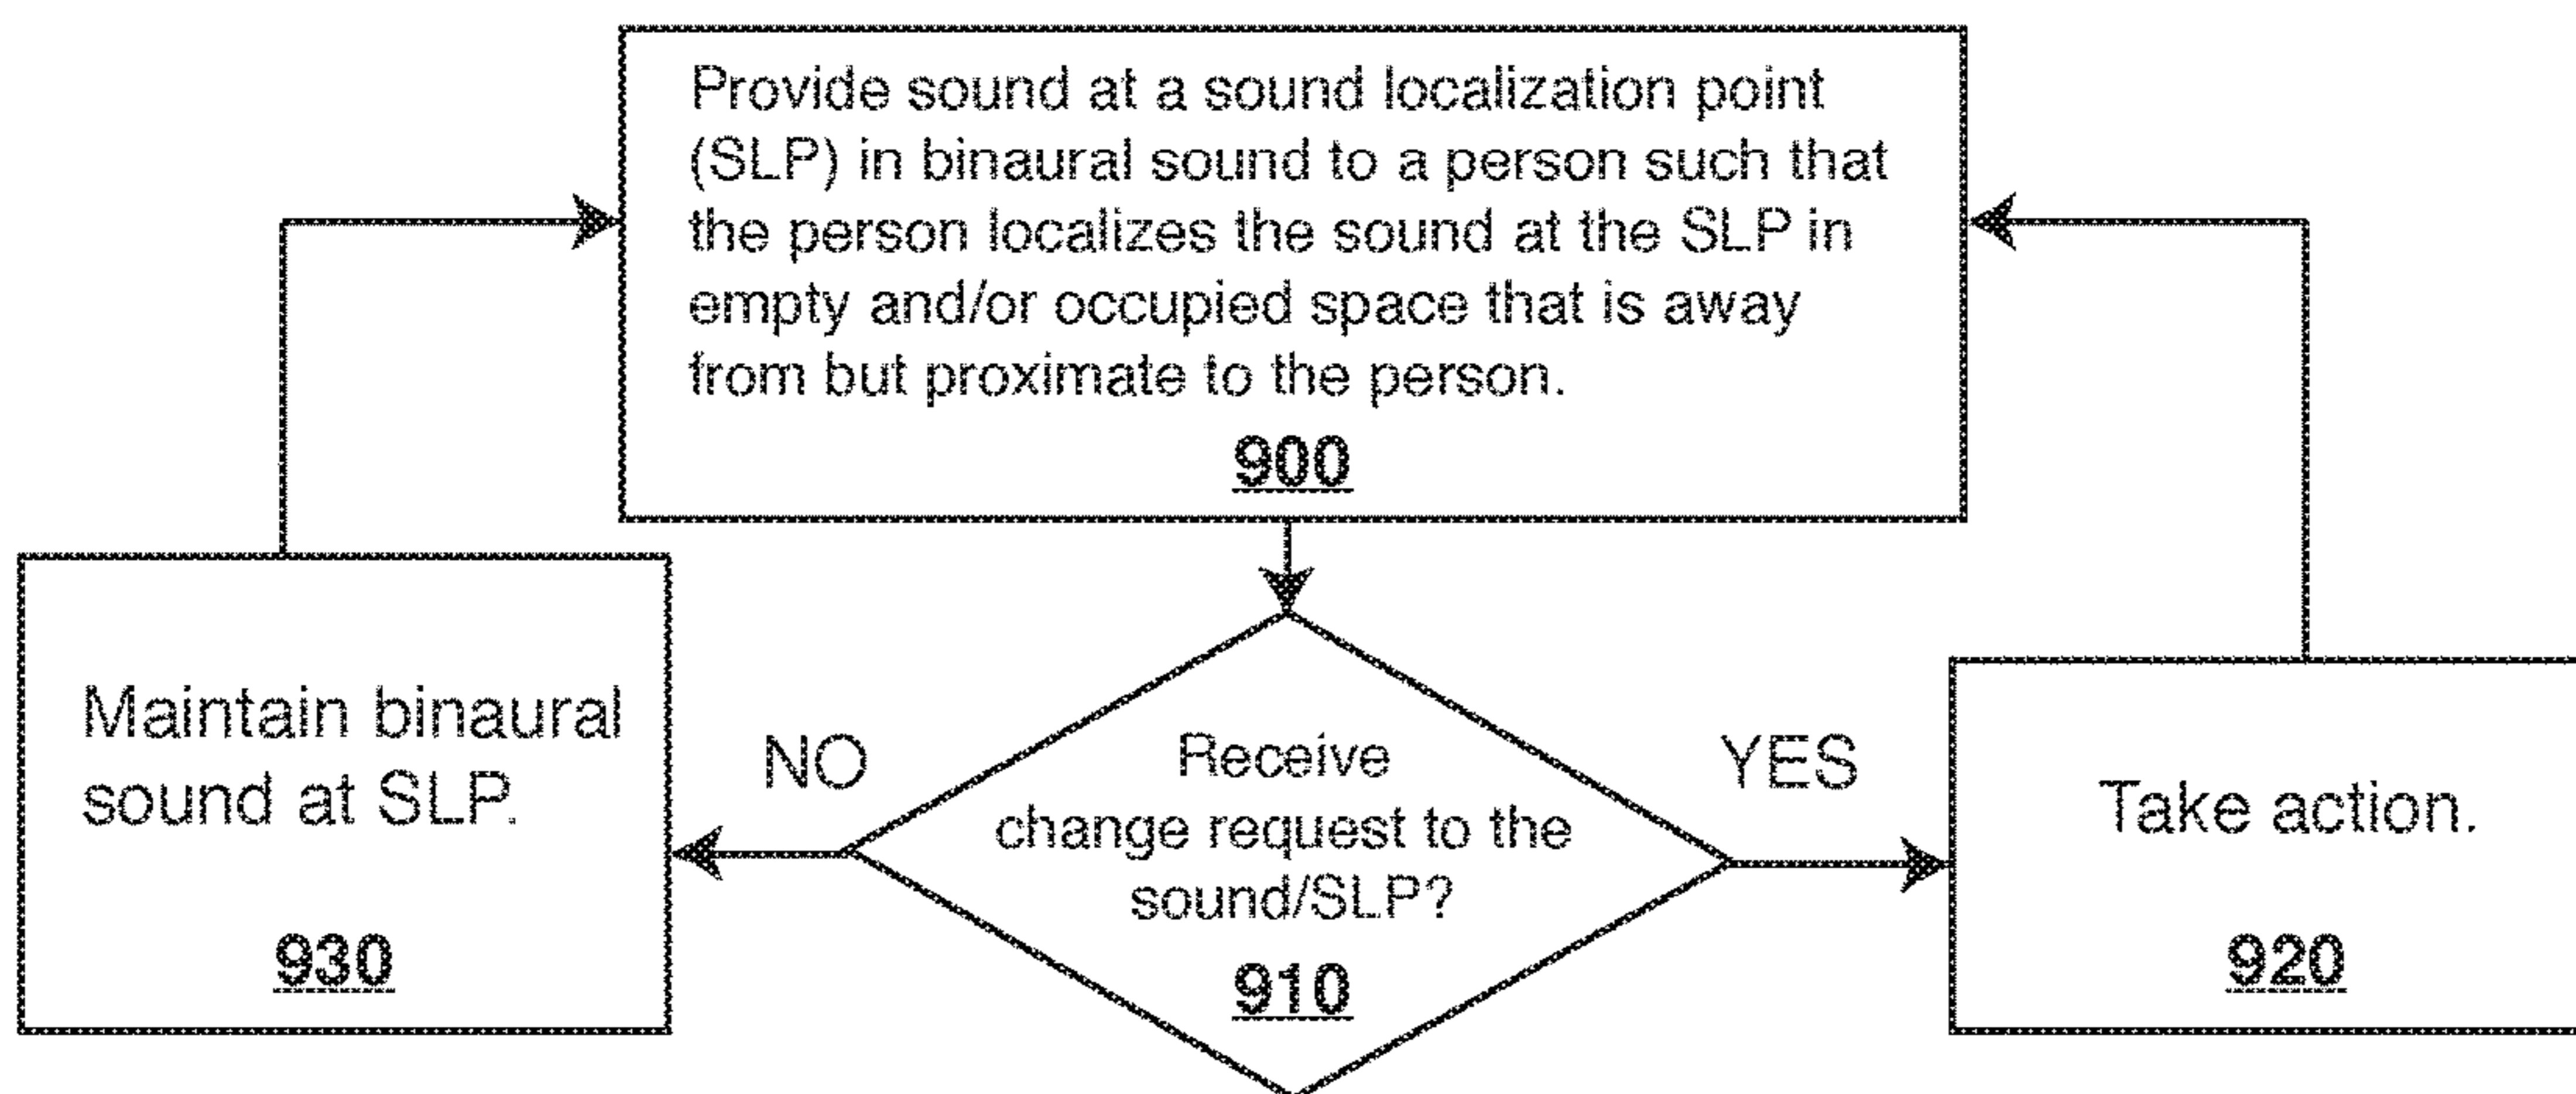 Provide sound at a sound localization point
(SLP) in binaural sound to a person such that
the person localizes the sound at the SLP in
empty and/or occupied space that is away
from but proximate to the person.
900
Maintain binaural
sound at SLP.
930
NO
Receive
change request to the
sound/SLP?
910
YES
Take action.
920